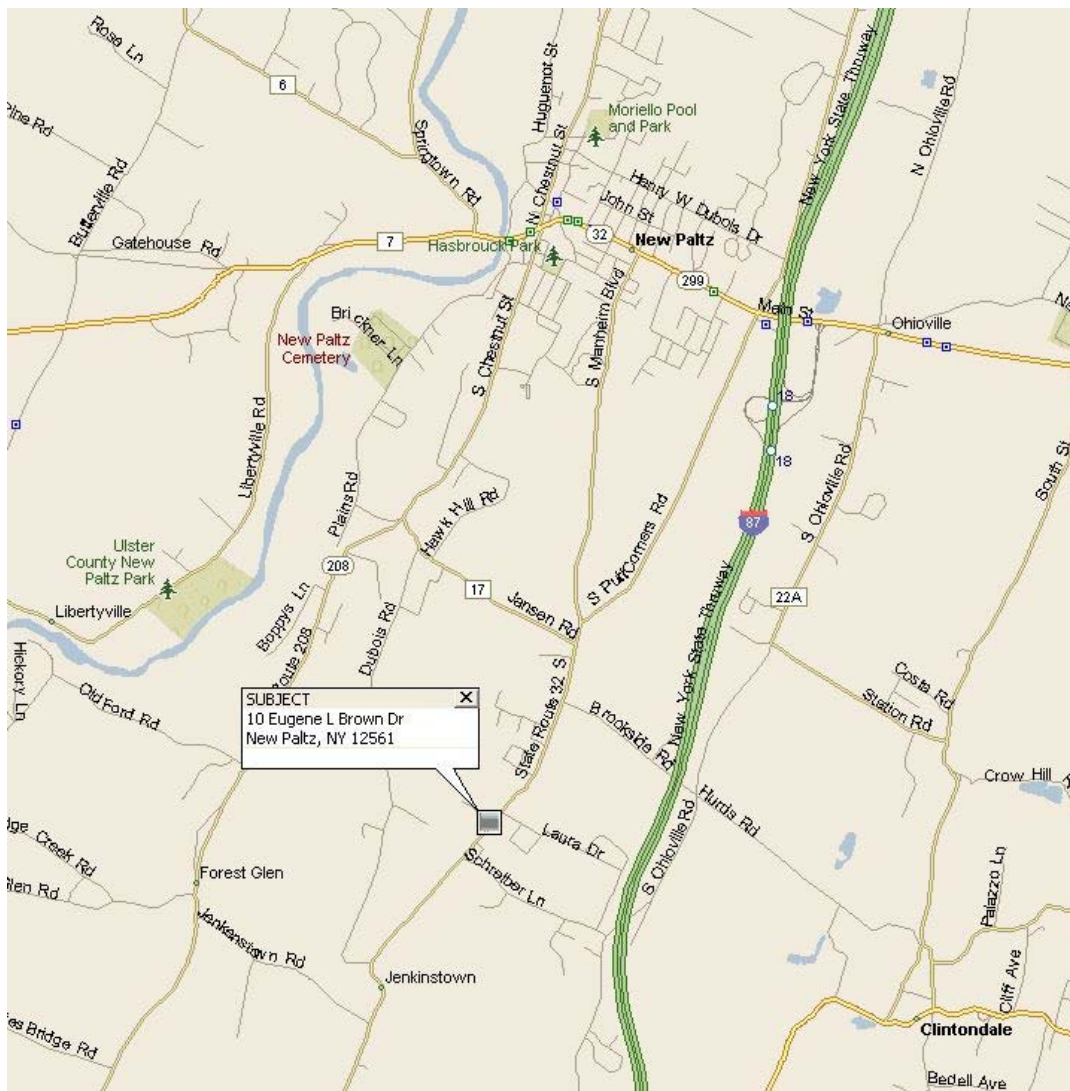 Rose Ln
6
Huguenot St
New York State Thruway
N Ohioville Rd
Moriello Pool
and Park
Pine Rd
Springtown Rd
N Chestnut St
Henry W Dubois Dr
Butterville Rd
John St
Gatehouse Rd
7
Hasbrouck Park
32
New Paltz
299
Main St
Ohioville
Brickner Ln
New Paltz
Cemetery
S Chestnut St
S Manheim Blvd
18
Libertyville Rd
18
S Ohioville Rd
South St
Plains Rd
Hawk Hill Rd
87
Ulster
County New
Paltz Park
208
17
S Putt Corners Rd
Jansen Rd
22A
Libertyville
Boppys Ln
Dubois Rd
New York State Thruway
Hickory Ln
Old Ford Rd
Route 208
State Route 32 S
Costa Rd
Station Rd
SUBJECT
10 Eugene L Brown Dr
New Paltz, NY 12561
Brookside Rd
Crow Hill
Hurds Rd
Creek Rd
Laura Dr
S Ohioville Rd
Schreiber Ln
Palazzo Ln
Forest Glen
Glen Rd
Jenkenstown Rd
Jenkinstown
Cliff Ave
Clintondale
Bridge Rd
Bedell Ave